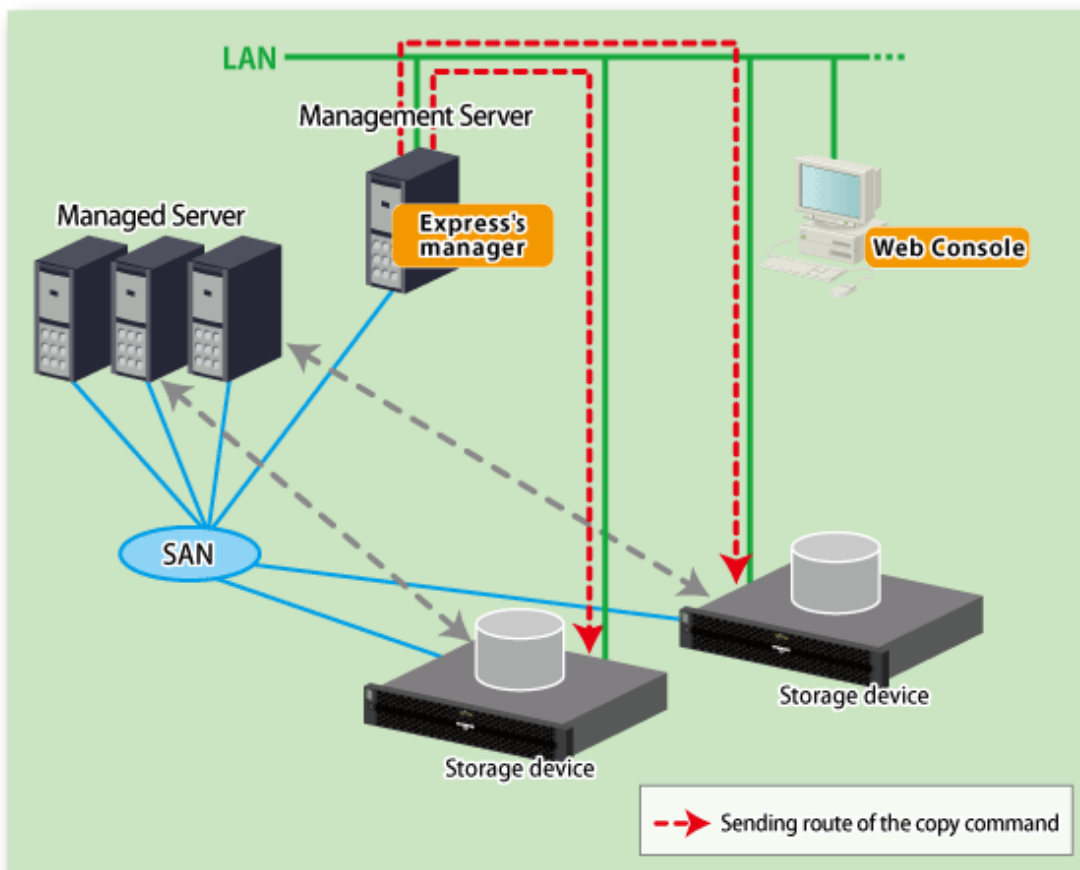 LAN
Management Server
Managed Server
Express's
manager
Web Console
SAN
Storage device
Storage device
Sending route of the copy command